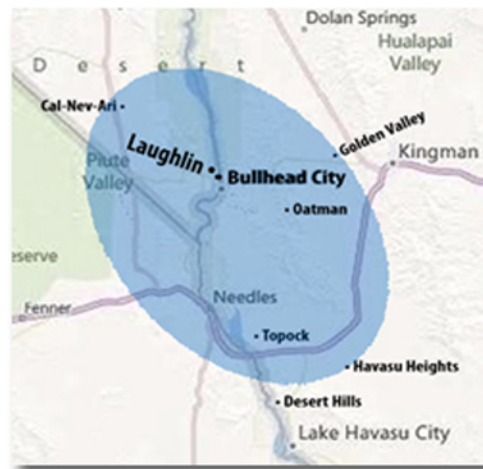 Dolan Springs
Hualapai
Valley
D e s e r t
Cal-Nev-Ari
Laughlin
Golden Valley
Kingman
Piute
Valley
Bullhead City
Oatman
eserve
Needles
Fenner
Topock
Havasu Heights
Desert Hills
Lake Havasu City